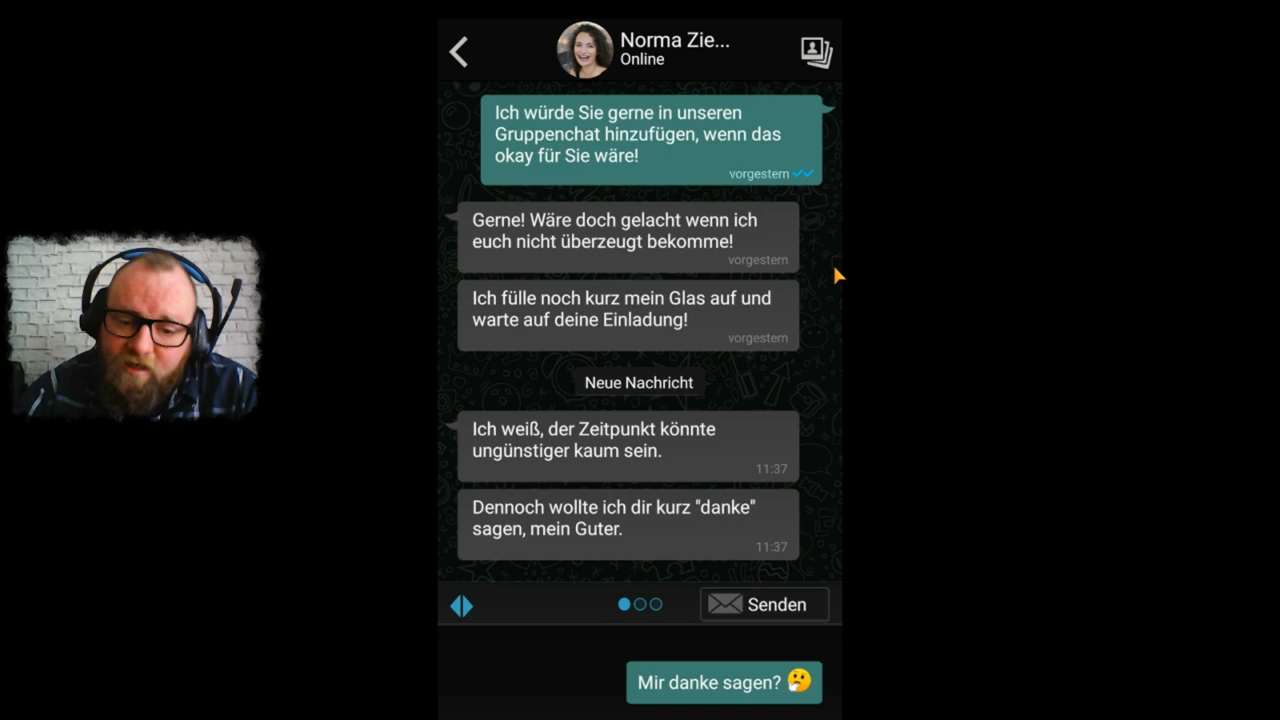 Norma Zie...
Online
Ich würde Sie gerne in unseren
Gruppenchat hinzufügen, wenn das
okay für Sie wäre!
vorgestern
Gerne! Wäre doch gelacht wenn ich
euch nicht überzeugt bekomme!
vorgestern
Ich fülle noch kurz mein Glas auf und
warte auf deine Einladung!
vorgestern
Neue Nachricht
Ich weiß, der Zeitpunkt könnte
ungünstiger kaum sein.
11:37
Dennoch wollte ich dir kurz "danke"
sagen, mein Guter.
11:37
Senden
Mir danke sagen? 🤔